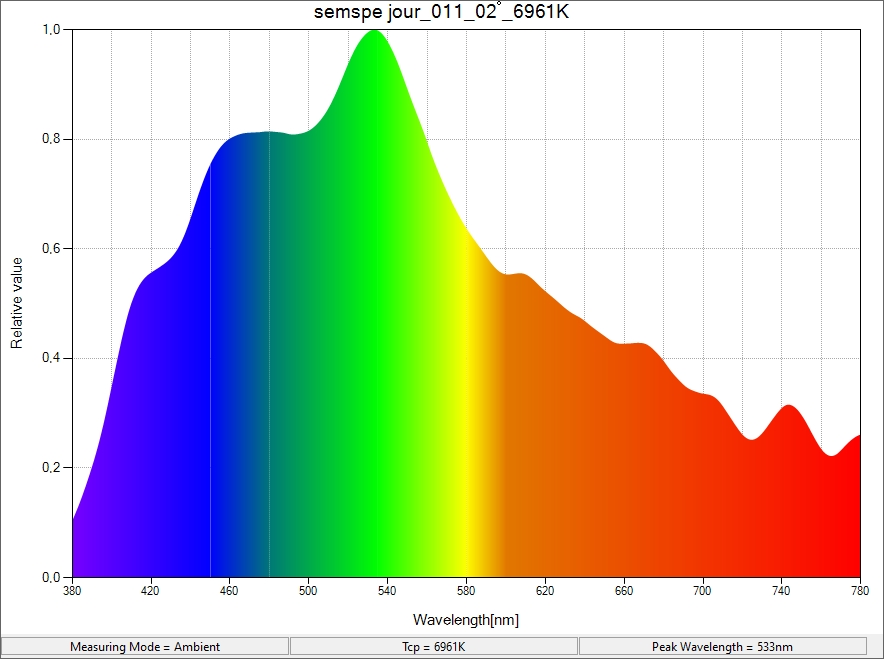 semspe jour_011_02°_6961K
1,0
0,8
0,6
0,4
0,2
0,0
Relative value
380 420 460 500 540 580 620 660 700 740 780
Wavelength[nm]
Measuring Mode = Ambient Tcp = 6961K Peak Wavelength = 533nm